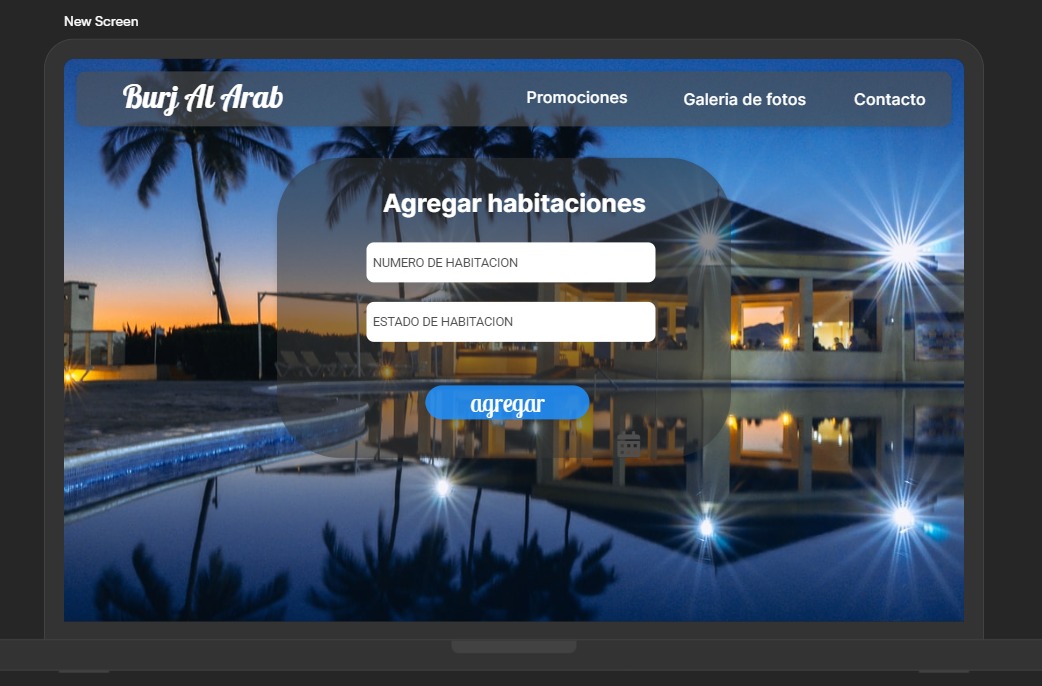 New Screen
Burj Al Arab
Promociones
Galeria de fotos
Contacto
Agregar habitaciones
NUMERO DE HABITACION
ESTADO DE HABITACION
agregar